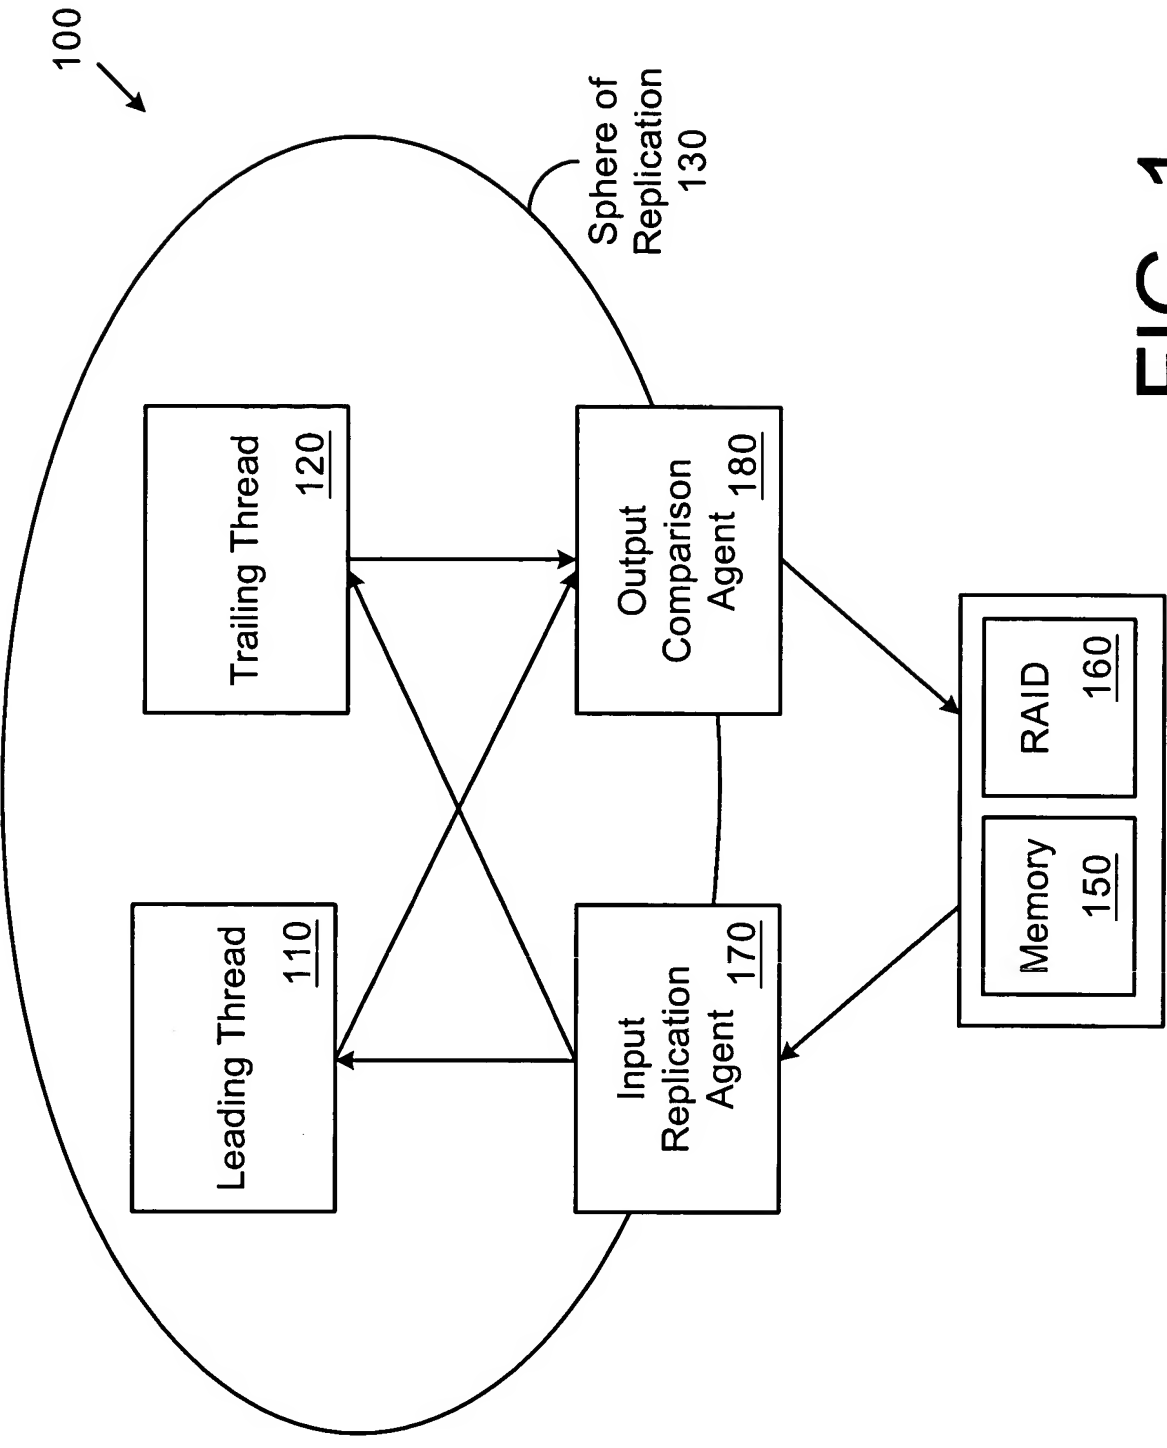 100
Sphere of
Replication
130
Leading Thread
110
Trailing Thread
120
Input
Replication
Agent
170
Output
Comparison
Agent
180
Memory
150
RAID
160
FIG. 1